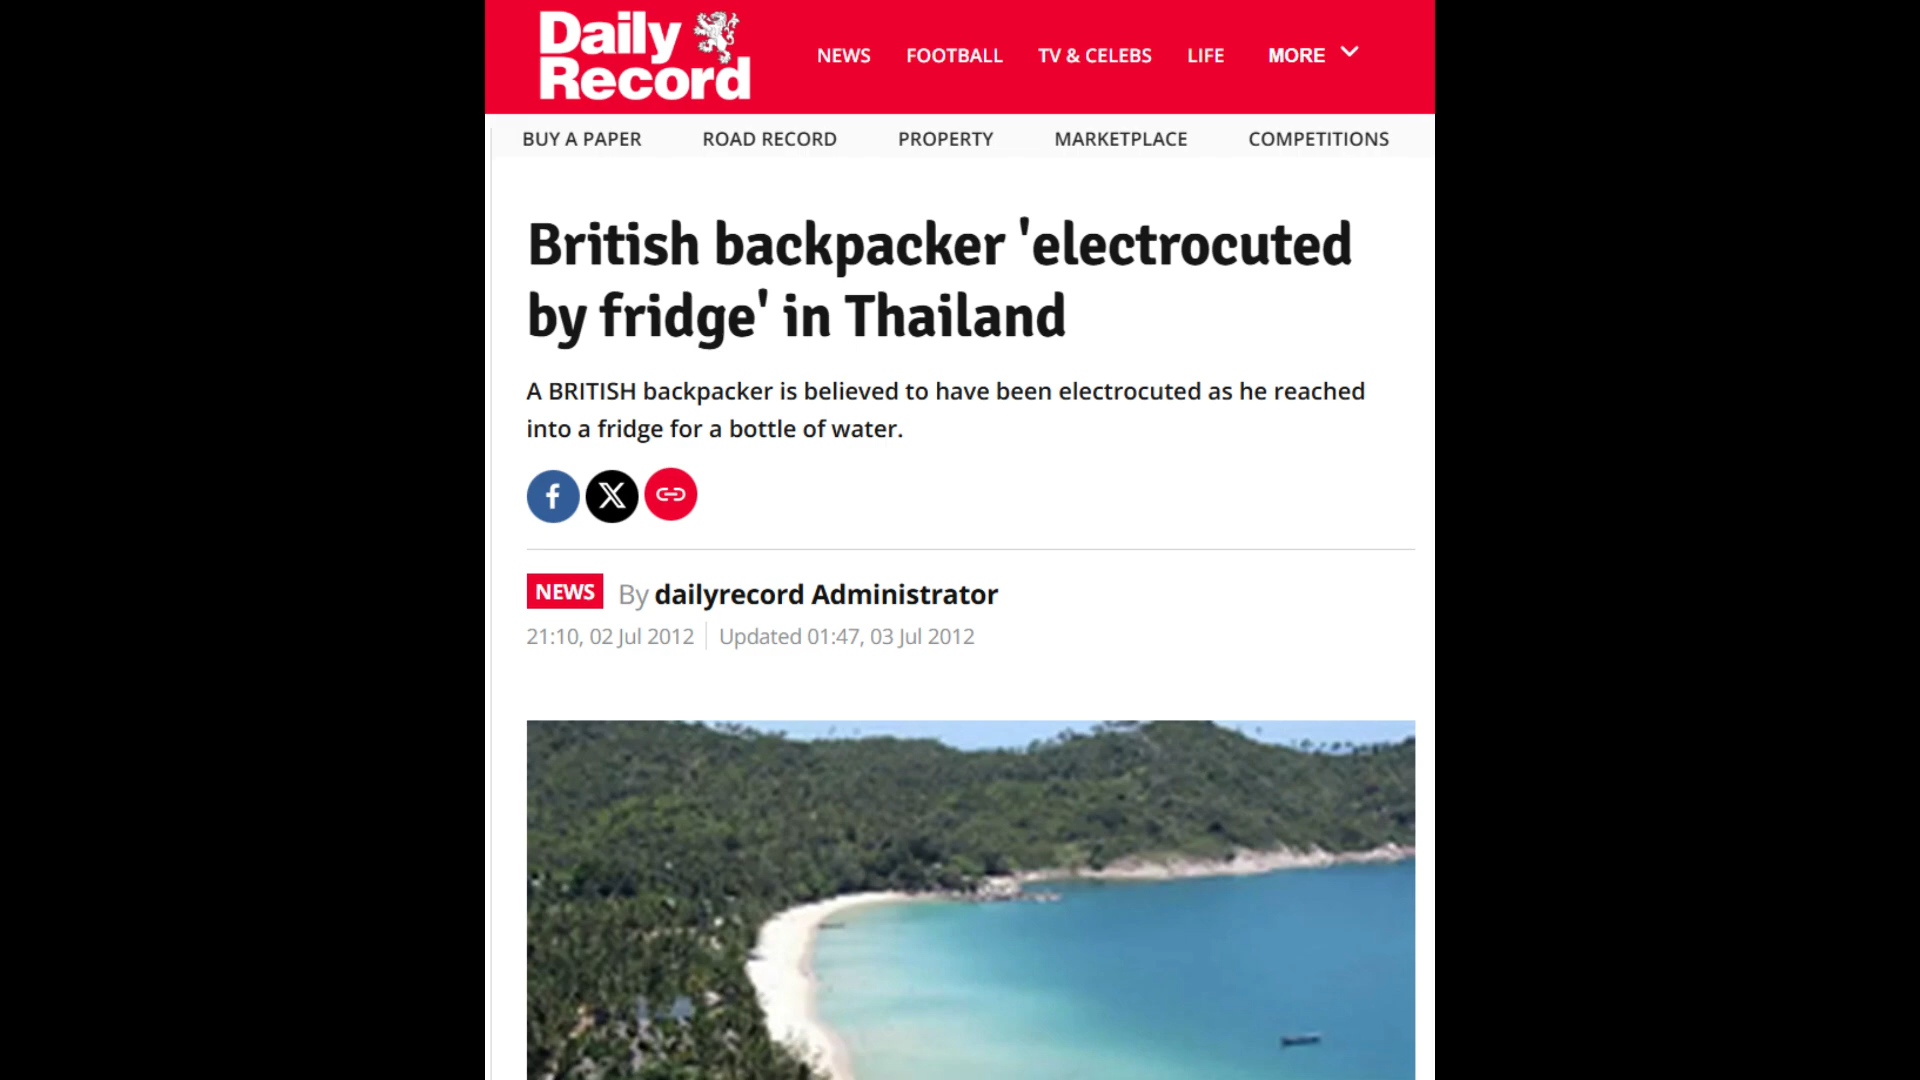 Daily
Record
NEWS FOOTBALL TV & CELEBS LIFE MORE
BUY A PAPER ROAD RECORD PROPERTY MARKETPLACE COMPETITIONS
British backpacker 'electrocuted
by fridge' in Thailand
A BRITISH backpacker is believed to have been electrocuted as he reached
into a fridge for a bottle of water.
NEWS By dailyrecord Administrator
21:10, 02 Jul 2012 Updated 01:47, 03 Jul 2012